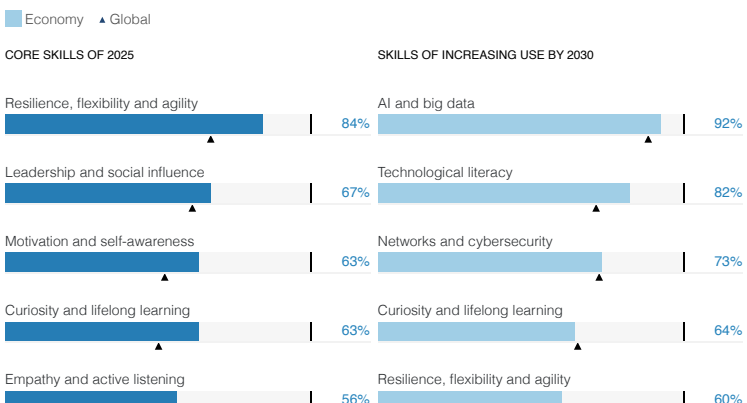 Economy Global
CORE SKILLS OF 2025
Resilience, flexibility and agility
84%
Leadership and social influence
67%
Motivation and self-awareness
63%
Curiosity and lifelong learning
63%
Empathy and active listening
56%
SKILLS OF INCREASING USE BY 2030
AI and big data
92%
Technological literacy
82%
Networks and cybersecurity
73%
Curiosity and lifelong learning
64%
Resilience, flexibility and agility
60%